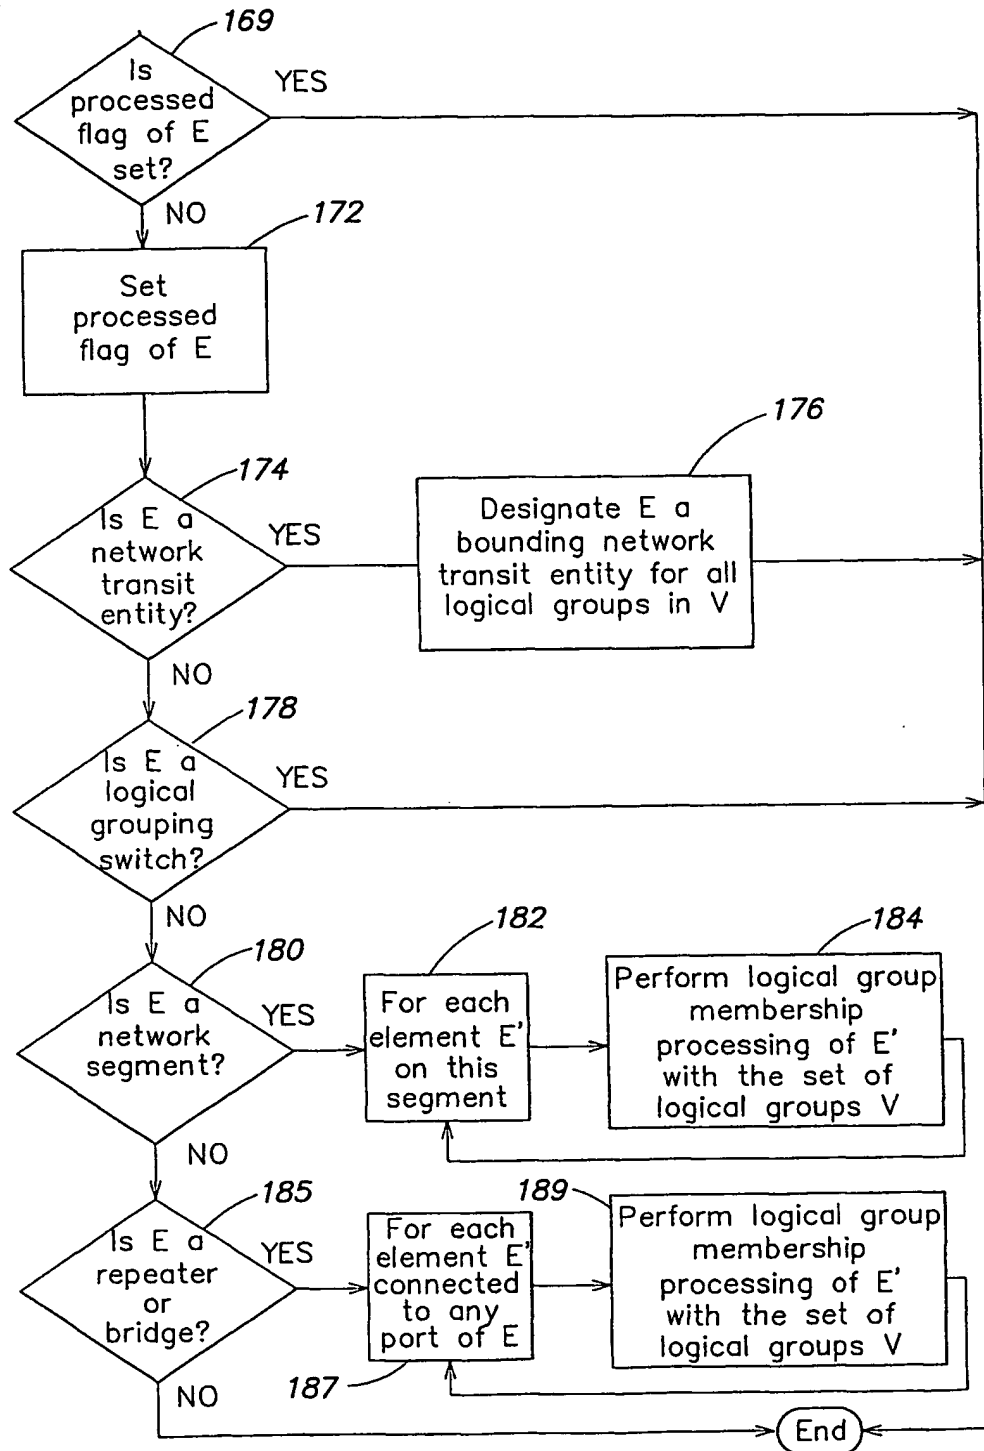 169
Is
processed
flag of E
set?
YES
NO
172
Set
processed
flag of E
174
Is E a
network
transit
entity?
YES
176
Designate E a
bounding network
transit entity for all
logical groups in V
NO
178
Is E a
logical
grouping
switch?
YES
NO
180
Is E a
network
segment?
YES
182
For each
element E'
on this
segment
184
Perform logical group
membership
processing of E'
with the set of
logical groups V
NO
185
Is E a
repeater
or
bridge?
YES
187
For each
element E'
connected
to any
port of E
189
Perform logical group
membership
processing of E'
with the set of
logical groups V
NO
End